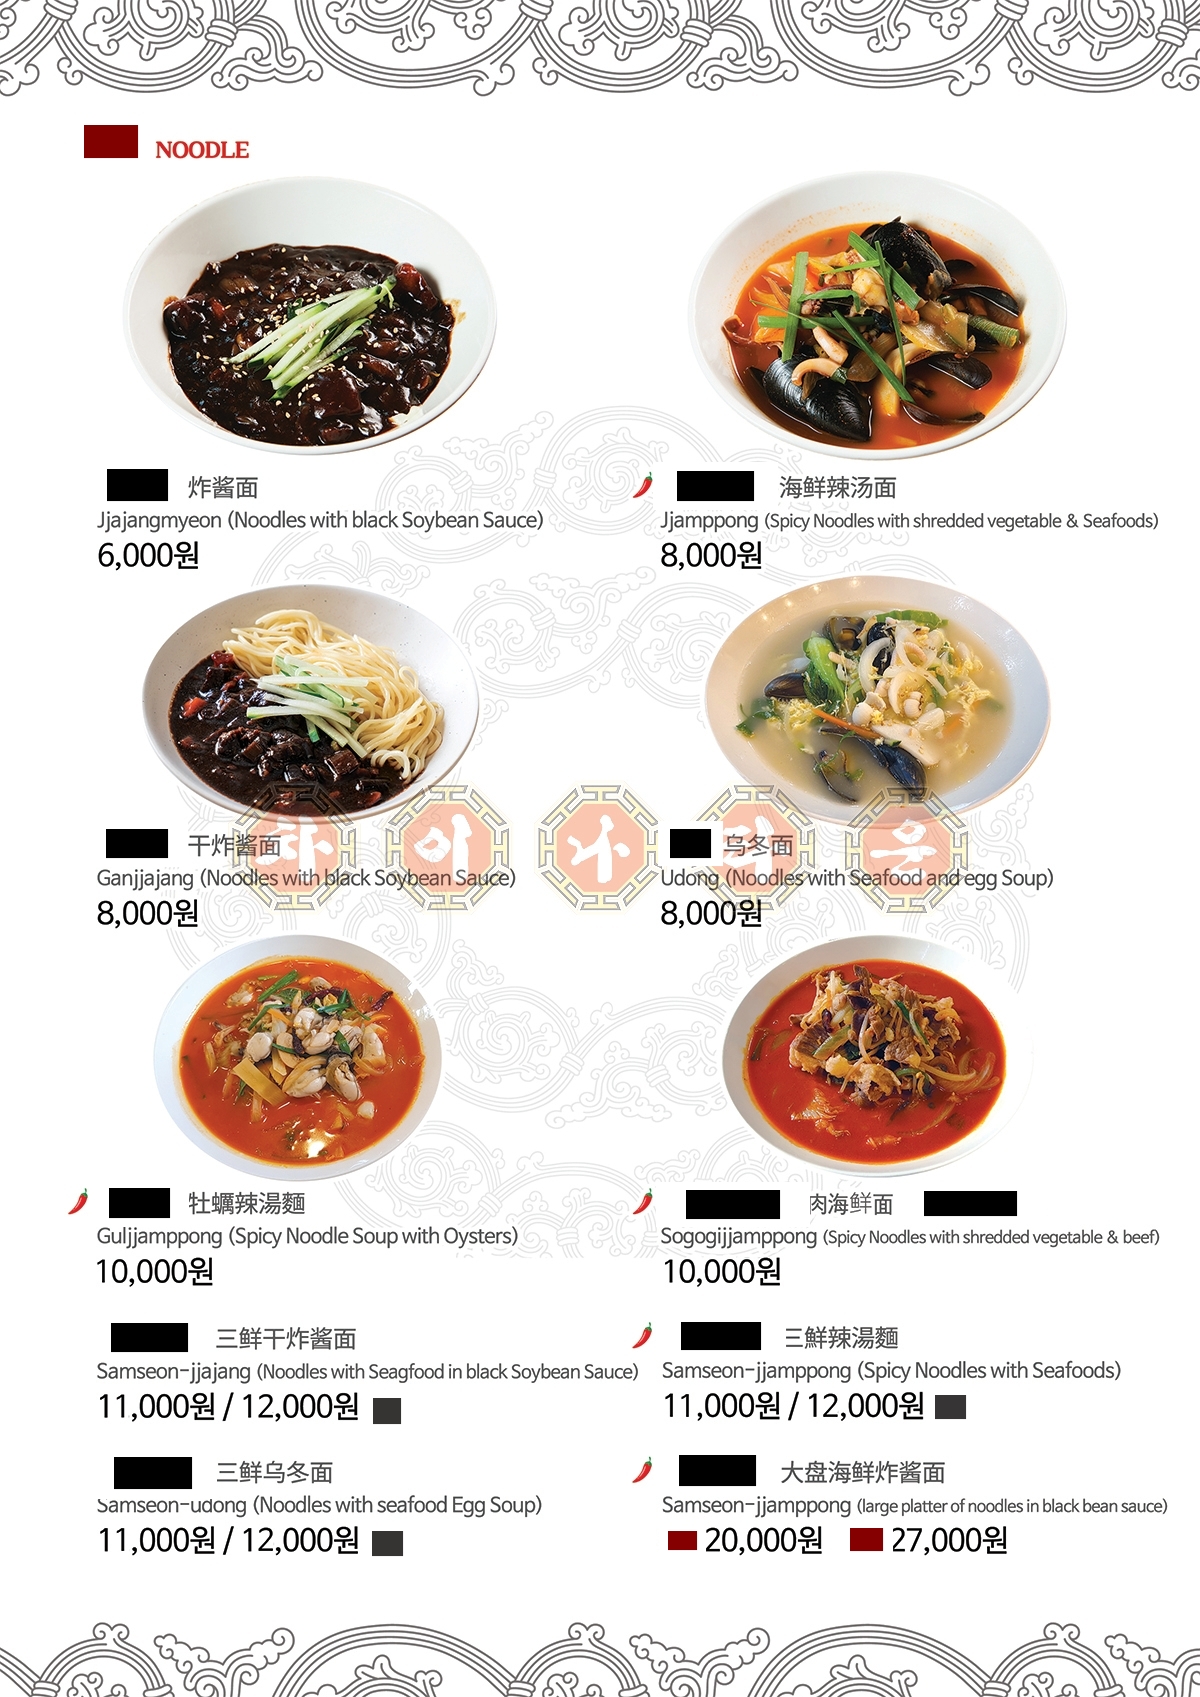 NOODLE
炸酱面
Jjajangmyeon (Noodles with black Soybean Sauce)
6,000원
海鲜辣汤面
Jjamppong (Spicy Noodles with shredded vegetable & Seafoods)
8,000원
干炸酱面
Ganjjajang (Noodles with black Soybean Sauce)
8,000원
乌冬面
Udong (Noodles with Seafood and egg Soup)
8,000원
차이나타운
牡蠣辣湯麵
Guljjamppong (Spicy Noodle Soup with Oysters)
10,000원
肉海鲜面
Sogogijjamppong (Spicy Noodles with shredded vegetable & beef)
10,000원
三鲜干炸酱面
Samseon-jjajang (Noodles with Seagfood in black Soybean Sauce)
11,000원 / 12,000원
三鮮辣湯麵
Samseon-jjamppong (Spicy Noodles with Seafoods)
11,000원 / 12,000원
三鲜乌冬面
Samseon-udong (Noodles with seafood Egg Soup)
11,000원 / 12,000원
大盘海鲜炸酱面
Samseon-jjamppong (large platter of noodles in black bean sauce)
20,000원 27,000원